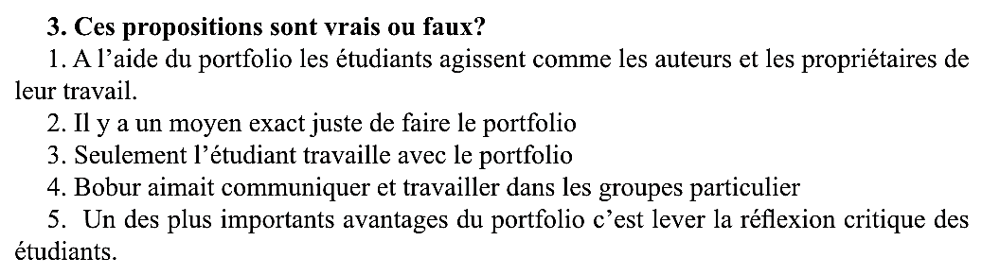 3. Ces propositions sont vrais ou faux?
1. A l’aide du portfolio les étudiants agissent comme les auteurs et les propriétaires de
leur travail.
2. Il y a un moyen exact juste de faire le portfolio
3. Seulement l’étudiant travaille avec le portfolio
4. Bobur aimait communiquer et travailler dans les groupes particulier
5. Un des plus importants avantages du portfolio c’est lever la réflexion critique des
étudiants.